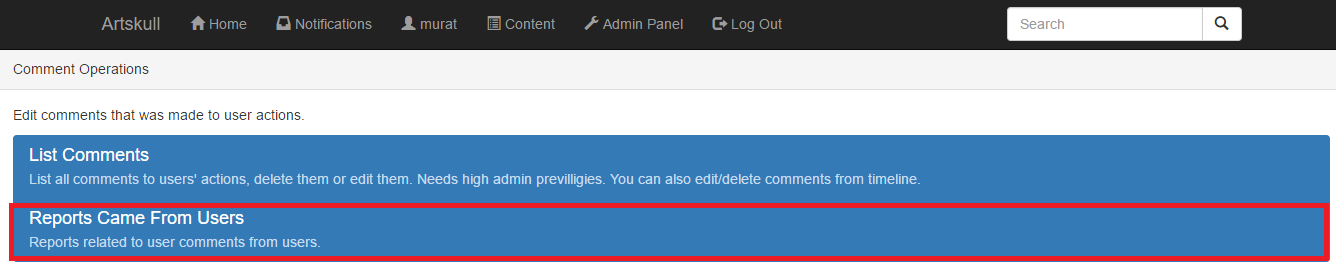 Artskull Home Notifications murat Content Admin Panel Log Out Search
Comment Operations
Edit comments that was made to user actions.
List Comments
List all comments to users' actions, delete them or edit them. Needs high admin previlligies. You can also edit/delete comments from timeline.
Reports Came From Users
Reports related to user comments from users.